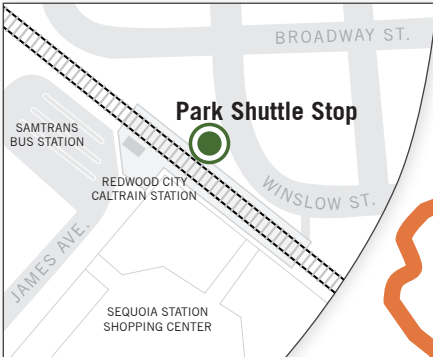 BROADWAY ST.
Park Shuttle Stop
SAMTRANS
BUS STATION
REDWOOD CITY
CALTRAIN STATION
WINSLOW ST.
JAMES AVE.
SEQUOIA STATION
SHOPPING CENTER